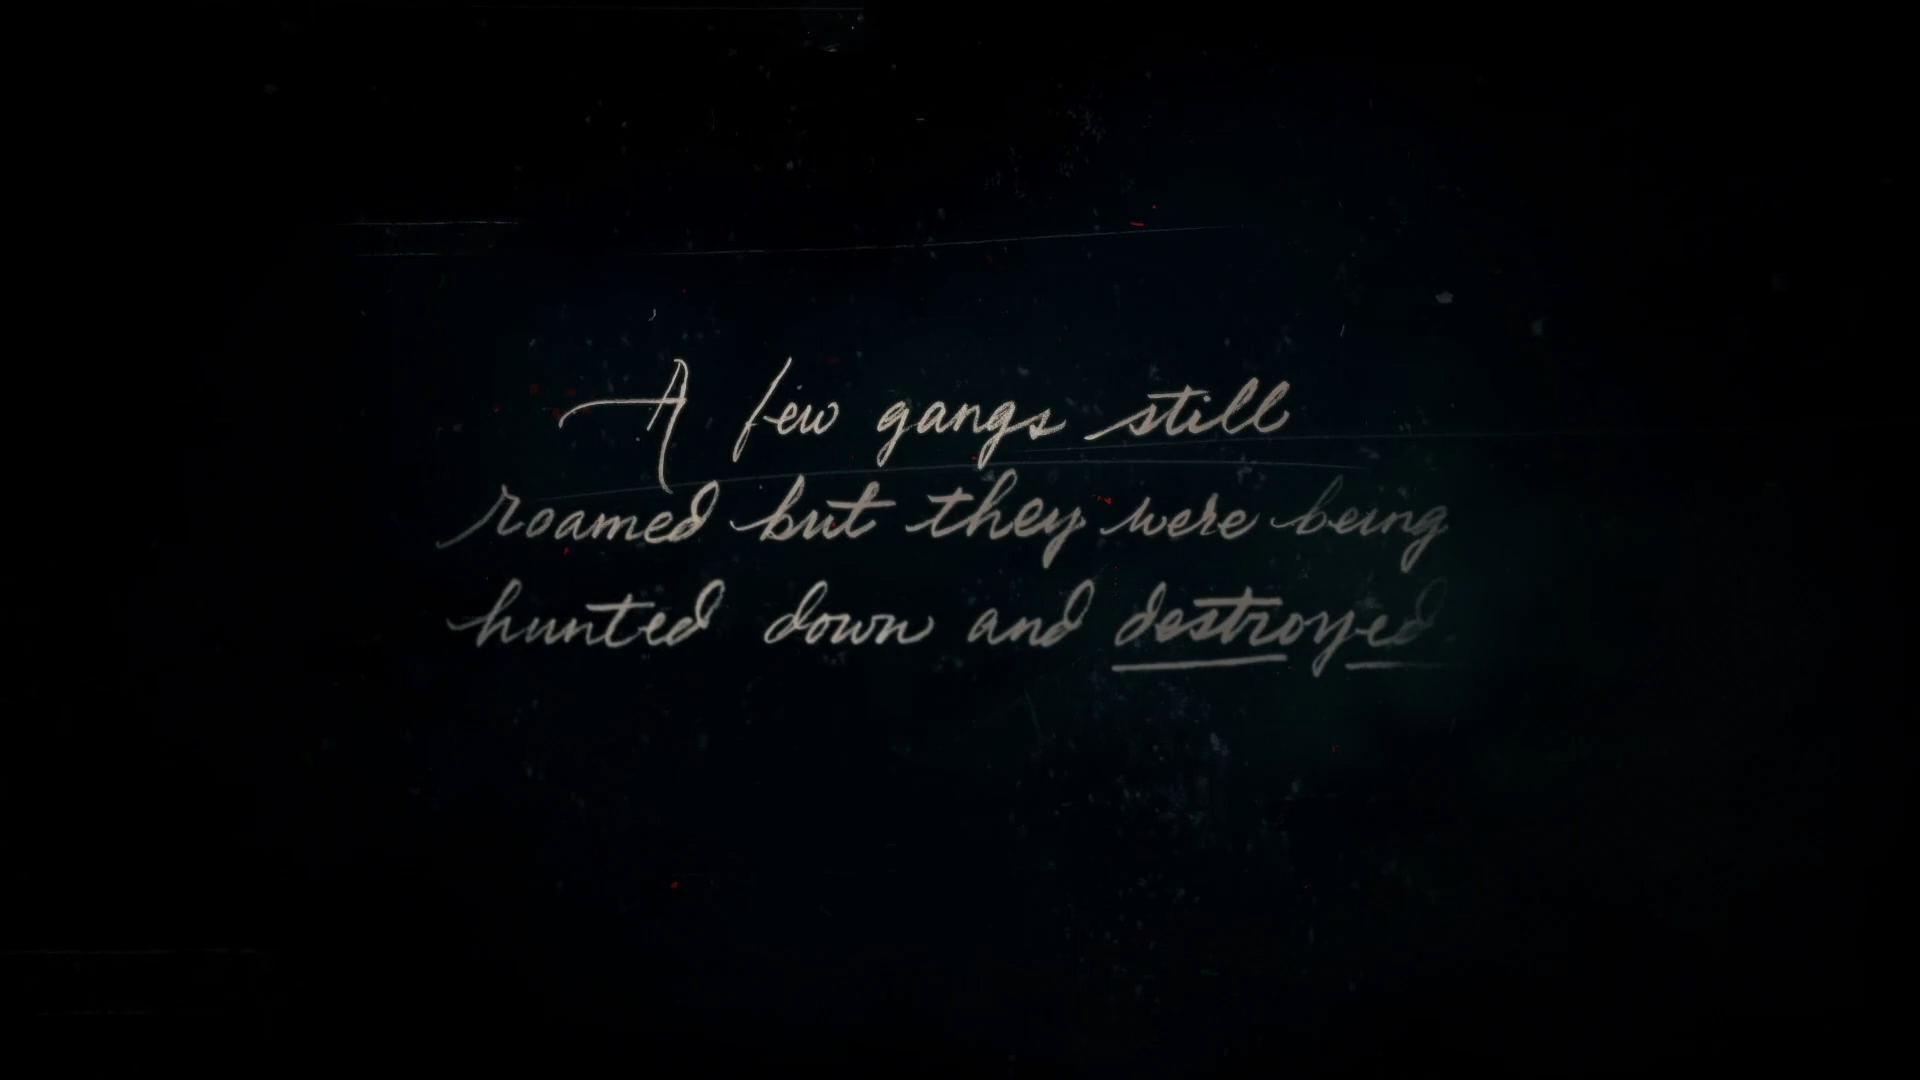 A few gangs still
roamed but they were being
hunted down and destroyed.